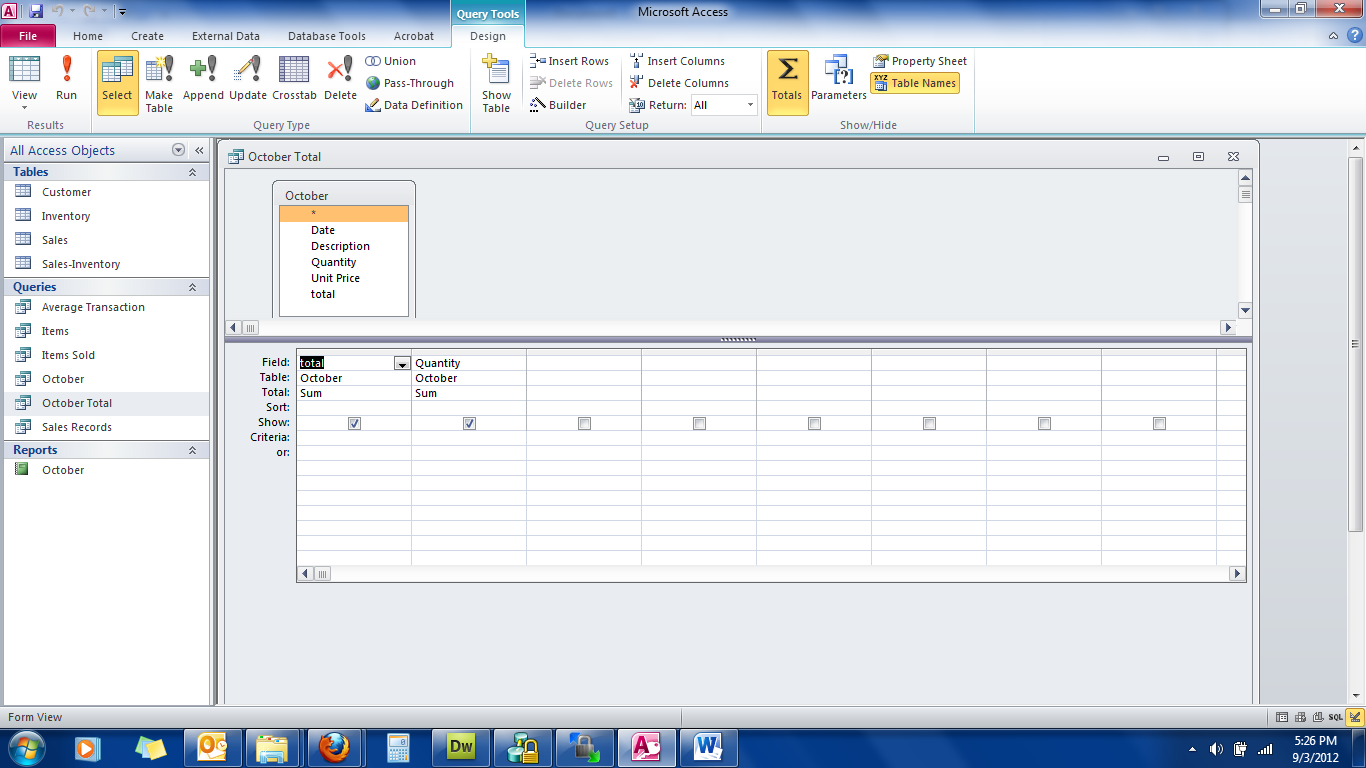 Query Tools
Microsoft Access
File Home Create External Data Database Tools Acrobat Design
View
Run
Select
Make Table
Append
Update
Crosstab
Delete
Union
Pass-Through
Data Definition
Show Table
Insert Rows
Delete Rows
Builder
Insert Columns
Delete Columns
Return: All
Totals
Parameters
Property Sheet
XYZ Table Names
Results
Query Type
Query Setup
Show/Hide
All Access Objects
Tables
Customer
Inventory
Sales
Sales-Inventory
Queries
Average Transaction
Items
Items Sold
October
October Total
Sales Records
Reports
October
October Total
October
*
Date
Description
Quantity
Unit Price
total
Field: total Quantity
Table: October October
Total: Sum Sum
Sort:
Show:
Criteria:
or:
Form View
SQL
Dw
5:26 PM
9/3/2012